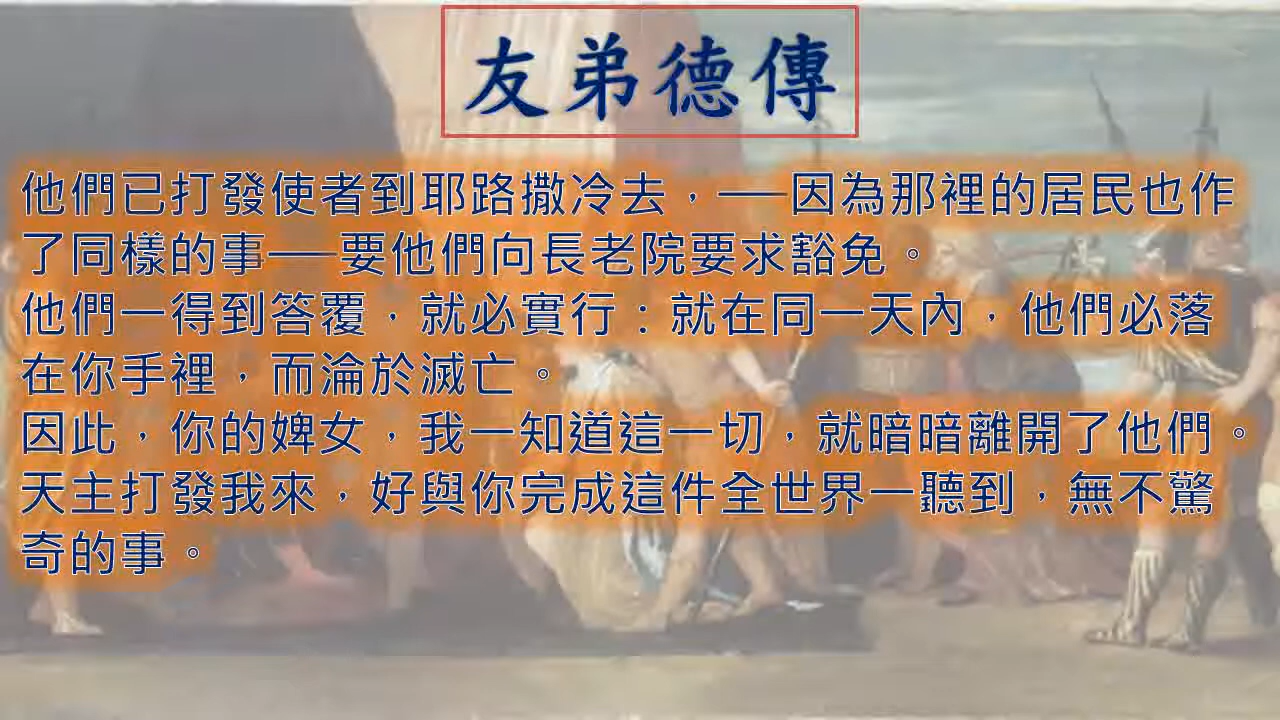 友弟德傳
他們已打發使者到耶路撒冷去，──因為那裡的居民也作
了同樣的事──要他們向長老院要求豁免。
他們一得到答覆，就必實行：就在同一天內，他們必落
在你手裡，而淪於滅亡。
因此，你的婢女，我一知道這一切，就暗暗離開了他們。
天主打發我來，好與你完成這件全世界一聽到，無不驚
奇的事。